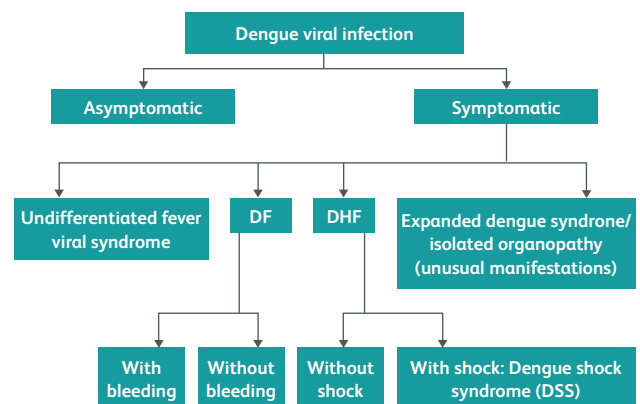 Dengue viral infection
Asymptomatic
Symptomatic
Undifferentiated fever
viral syndrome
DF
DHF
Expanded dengue syndrome/
isolated organopathy
(unusual manifestations)
With
bleeding
Without
bleeding
Without
shock
With shock: Dengue shock
syndrome (DSS)